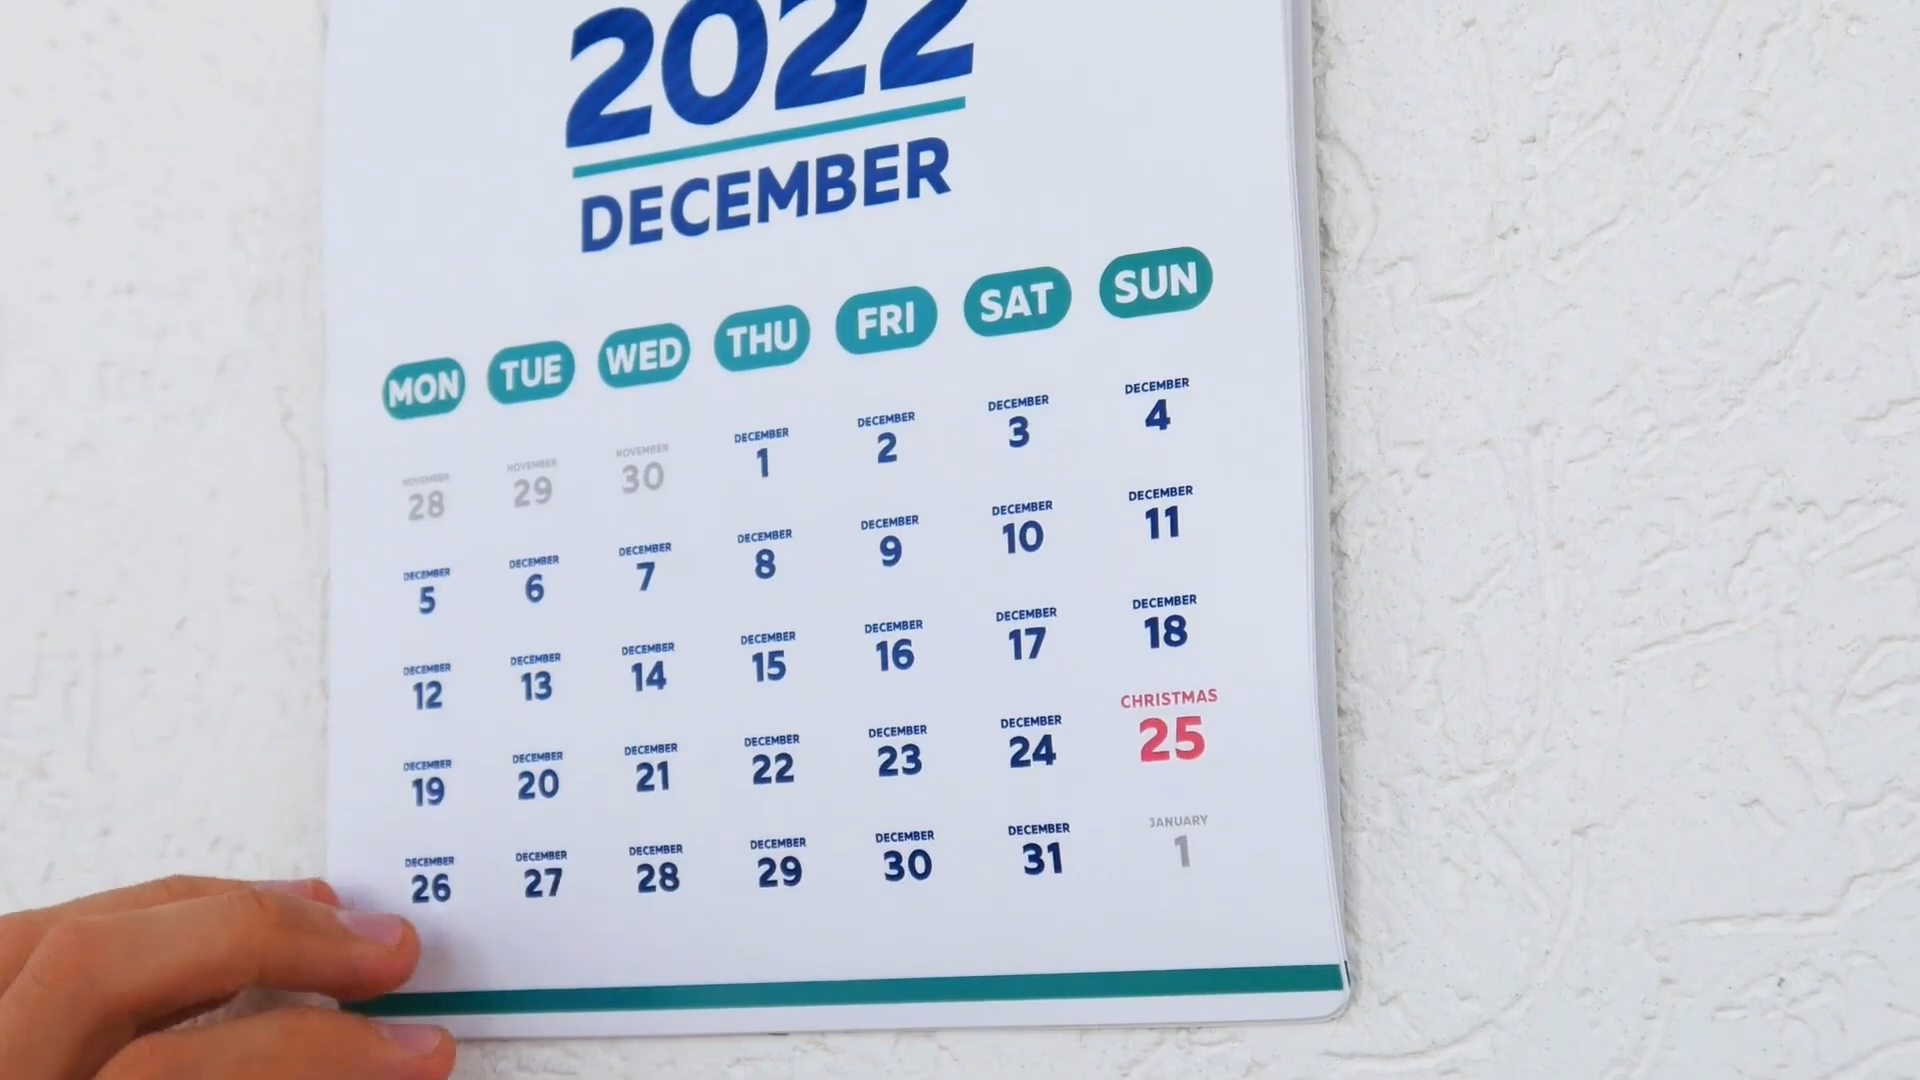 2022
DECEMBER
MON TUE WED THU FRI SAT SUN
NOVEMBER NOVEMBER NOVEMBER DECEMBER DECEMBER DECEMBER DECEMBER
28 29 30 1 2 3 4
DECEMBER DECEMBER DECEMBER DECEMBER DECEMBER DECEMBER DECEMBER
5 6 7 8 9 10 11
DECEMBER DECEMBER DECEMBER DECEMBER DECEMBER DECEMBER DECEMBER
12 13 14 15 16 17 18
DECEMBER DECEMBER DECEMBER DECEMBER DECEMBER DECEMBER CHRISTMAS
19 20 21 22 23 24 25
DECEMBER DECEMBER DECEMBER DECEMBER DECEMBER DECEMBER JANUARY
26 27 28 29 30 31 1